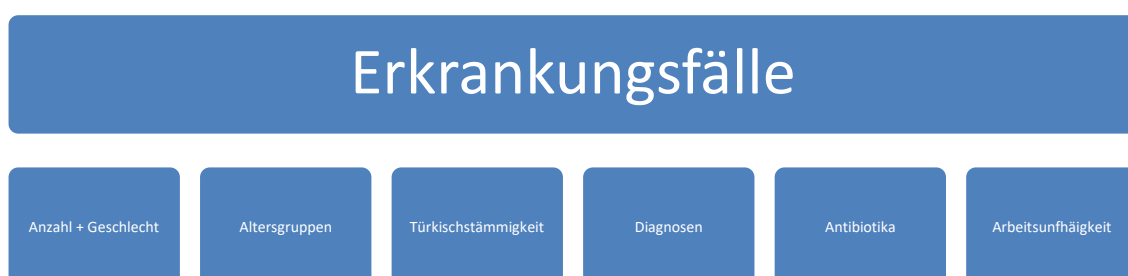 Erkrankungsfälle
Anzahl + Geschlecht
Altersgruppen
Türkischstämmigkeit
Diagnosen
Antibiotika
Arbeitsunfhäigkeit